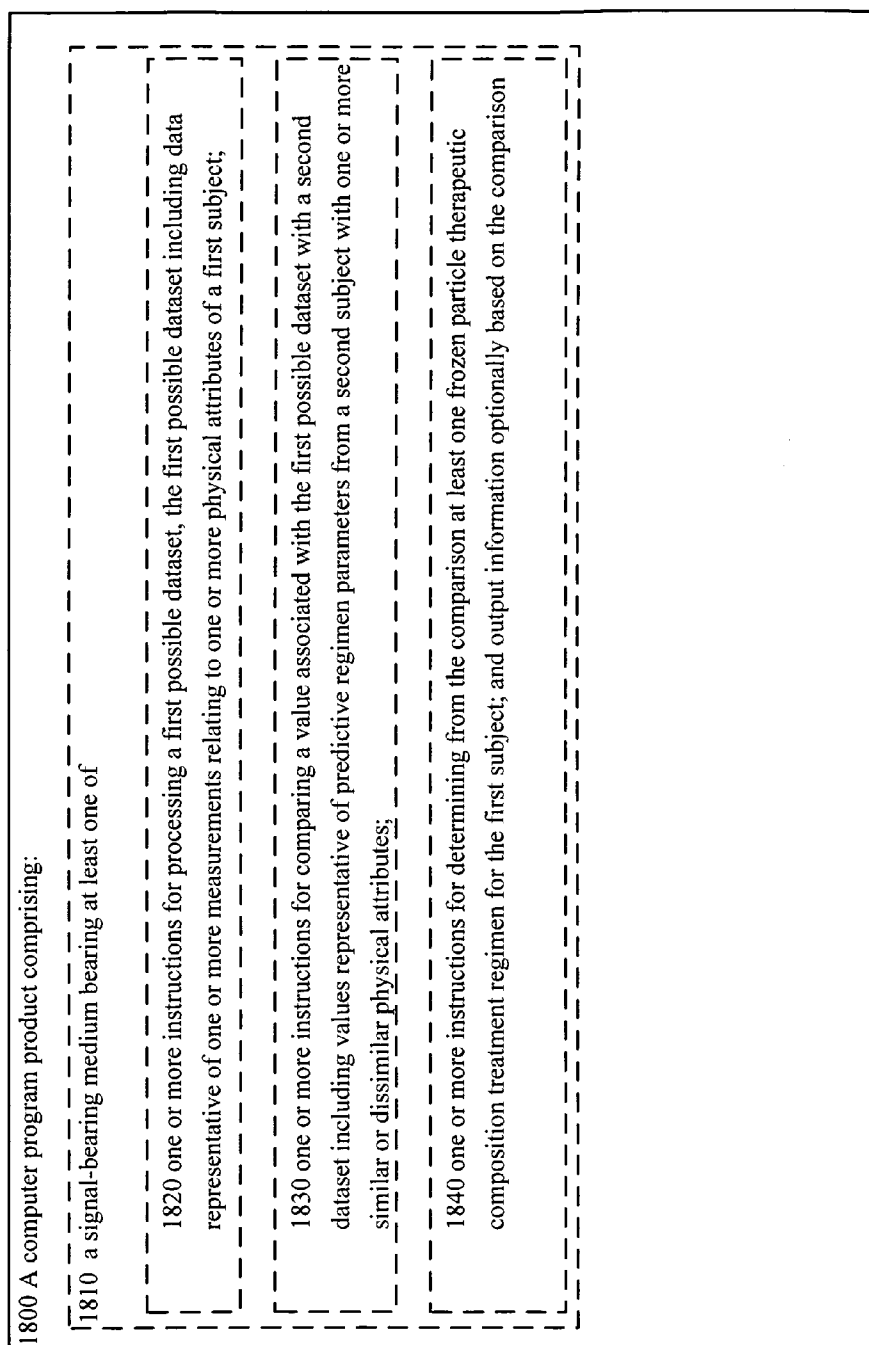 1800 A computer program product comprising:
1810 a signal-bearing medium bearing at least one of
1820 one or more instructions for processing a first possible dataset, the first possible dataset including data
representative of one or more measurements relating to one or more physical attributes of a first subject;
1830 one or more instructions for comparing a value associated with the first possible dataset with a second
dataset including values representative of predictive regimen parameters from a second subject with one or more
similar or dissimilar physical attributes;
1840 one or more instructions for determining from the comparison at least one frozen particle therapeutic
composition treatment regimen for the first subject; and output information optionally based on the comparison